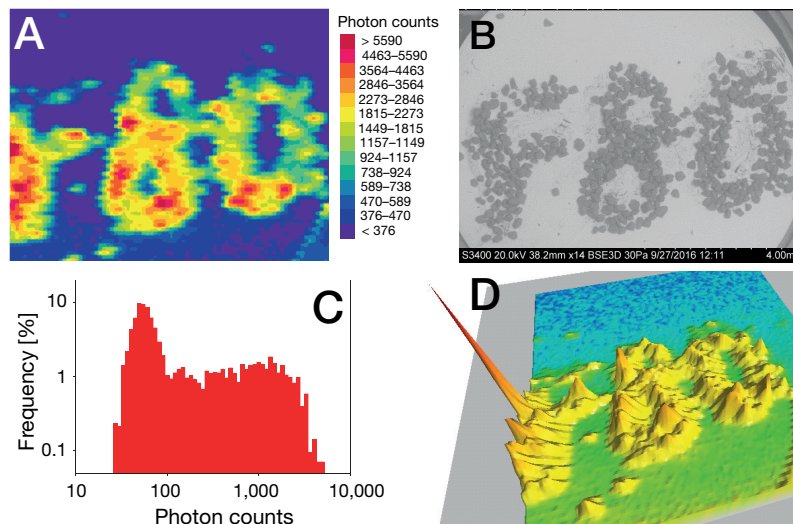 A
Photon counts
> 5590
4463–5590
3564–4463
2846–3564
2273–2846
1815–2273
1449–1815
1157–1149
924–1157
738–924
589–738
470–589
376–470
< 376
B
F80
S3400 20.0kV 38.2mm x14 BSE3D 30Pa 9/27/2016 12:11
4.00m
C
Frequency [%]
10
1
0.1
10
100
1,000
10,000
Photon counts
D